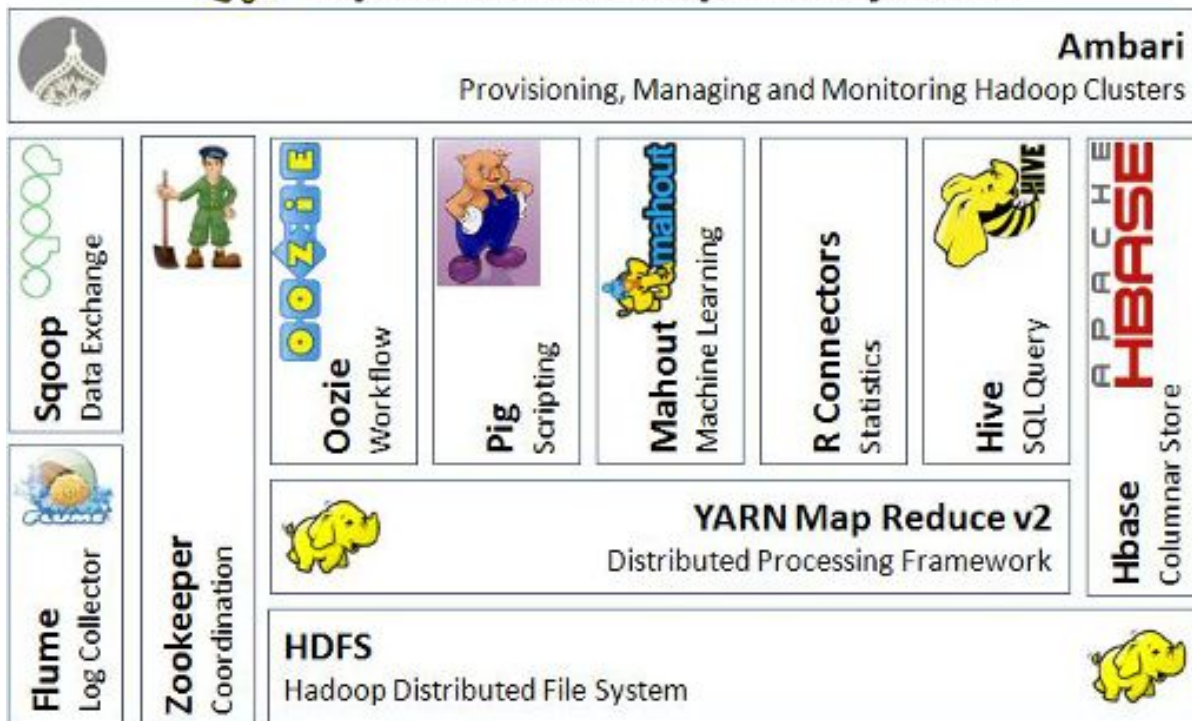 Ambari
Provisioning, Managing and Monitoring Hadoop Clusters
sqoop
Sqoop
Data Exchange
FLUME
Flume
Log Collector
Zookeeper
Coordination
OOZIE
Oozie
Workflow
Pig
Scripting
mahout
Mahout
Machine Learning
R Connectors
Statistics
HIVE
Hive
SQL Query
APACHE
HBASE
Hbase
Columnar Store
YARN Map Reduce v2
Distributed Processing Framework
HDFS
Hadoop Distributed File System